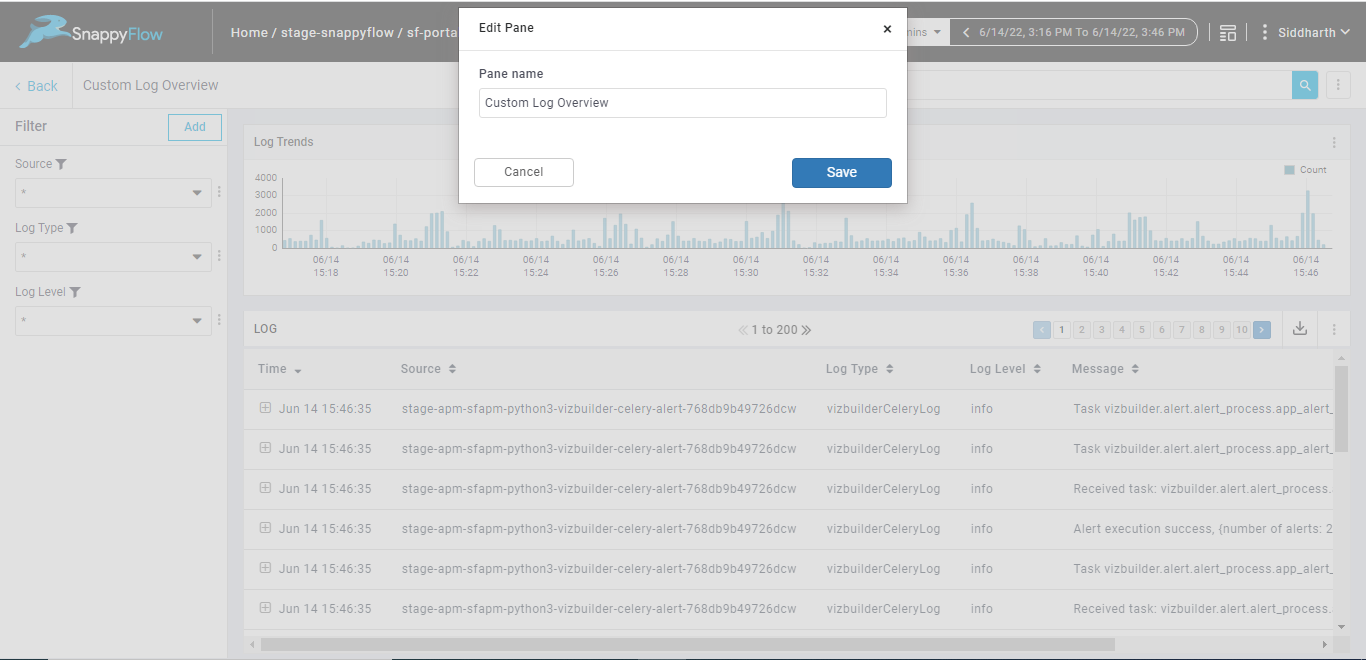 SnappyFlow
Home / stage-snappyflow / sf-porta
6/14/22, 3:16 PM To 6/14/22, 3:46 PM
Siddharth
Edit Pane
×
Pane name
Custom Log Overview
Cancel
Save
Back
Custom Log Overview
Filter
Add
Source
*
Log Type
*
Log Level
*
Log Trends
Count
4000
3000
2000
1000
0
06/14 06/14 06/14 06/14 06/14 06/14 06/14 06/14 06/14 06/14 06/14 06/14 06/14 06/14 06/14
15:18 15:20 15:22 15:24 15:26 15:28 15:30 15:32 15:34 15:36 15:38 15:40 15:42 15:44 15:46
LOG
1 to 200
1 2 3 4 5 6 7 8 9 10
Time Source Log Type Log Level Message
Jun 14 15:46:35 stage-apm-sfapm-python3-vizbuilder-celery-alert-768db9b49726dcw vizbuilderCeleryLog info Task vizbuilder.alert.alert_process.app_alert_
Jun 14 15:46:35 stage-apm-sfapm-python3-vizbuilder-celery-alert-768db9b49726dcw vizbuilderCeleryLog info Task vizbuilder.alert.alert_process.app_alert_
Jun 14 15:46:35 stage-apm-sfapm-python3-vizbuilder-celery-alert-768db9b49726dcw vizbuilderCeleryLog info Received task: vizbuilder.alert.alert_process.
Jun 14 15:46:35 stage-apm-sfapm-python3-vizbuilder-celery-alert-768db9b49726dcw vizbuilderCeleryLog info Alert execution success, {number of alerts: 2
Jun 14 15:46:35 stage-apm-sfapm-python3-vizbuilder-celery-alert-768db9b49726dcw vizbuilderCeleryLog info Task vizbuilder.alert.alert_process.app_alert_
Jun 14 15:46:35 stage-apm-sfapm-python3-vizbuilder-celery-alert-768db9b49726dcw vizbuilderCeleryLog info Received task: vizbuilder.alert.alert_process.